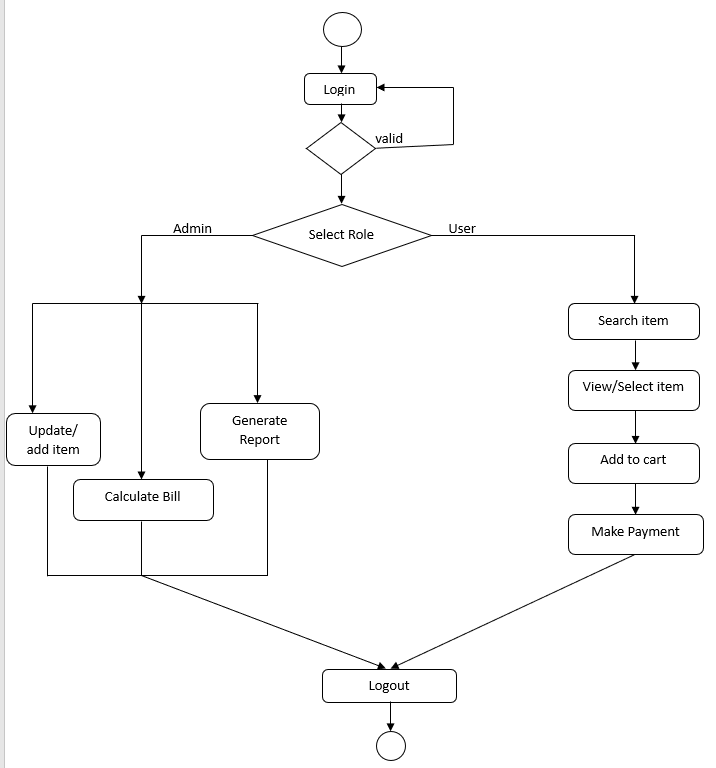 Login
valid
Select Role
Admin
User
Search item
View/Select item
Add to cart
Make Payment
Update/
add item
Generate
Report
Calculate Bill
Logout